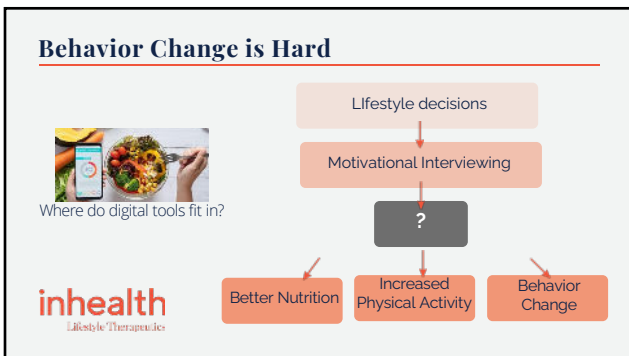 Behavior Change is Hard
LIfestyle decisions
Motivational Interviewing
Where do digital tools fit in?
?
Better Nutrition
Increased
Physical Activity
Behavior
Change
inhealth
Lifestyle Therapeutics